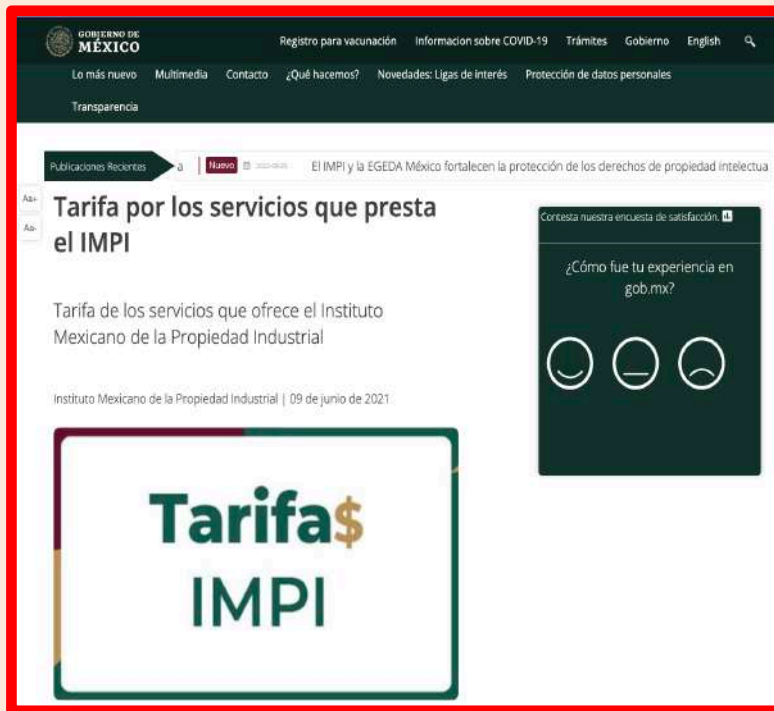 GOBIERNO DE
MÉXICO
Registro para vacunación Informacion sobre COVID-19 Trámites Gobierno English
Lo más nuevo Multimedia Contacto ¿Qué hacemos? Novedades: Ligas de interés Protección de datos personales
Transparencia
Publicaciones Recientes a Nuevo El IMPI y la EGEDA México fortalecen la protección de los derechos de propiedad intelectua
Aa+
Aa-
Tarifa por los servicios que presta
el IMPI
Tarifa de los servicios que ofrece el Instituto
Mexicano de la Propiedad Industrial
Instituto Mexicano de la Propiedad Industrial | 09 de junio de 2021
Tarifa$
IMPI
Contesta nuestra encuesta de satisfacción.
¿Cómo fue tu experiencia en
gob.mx?